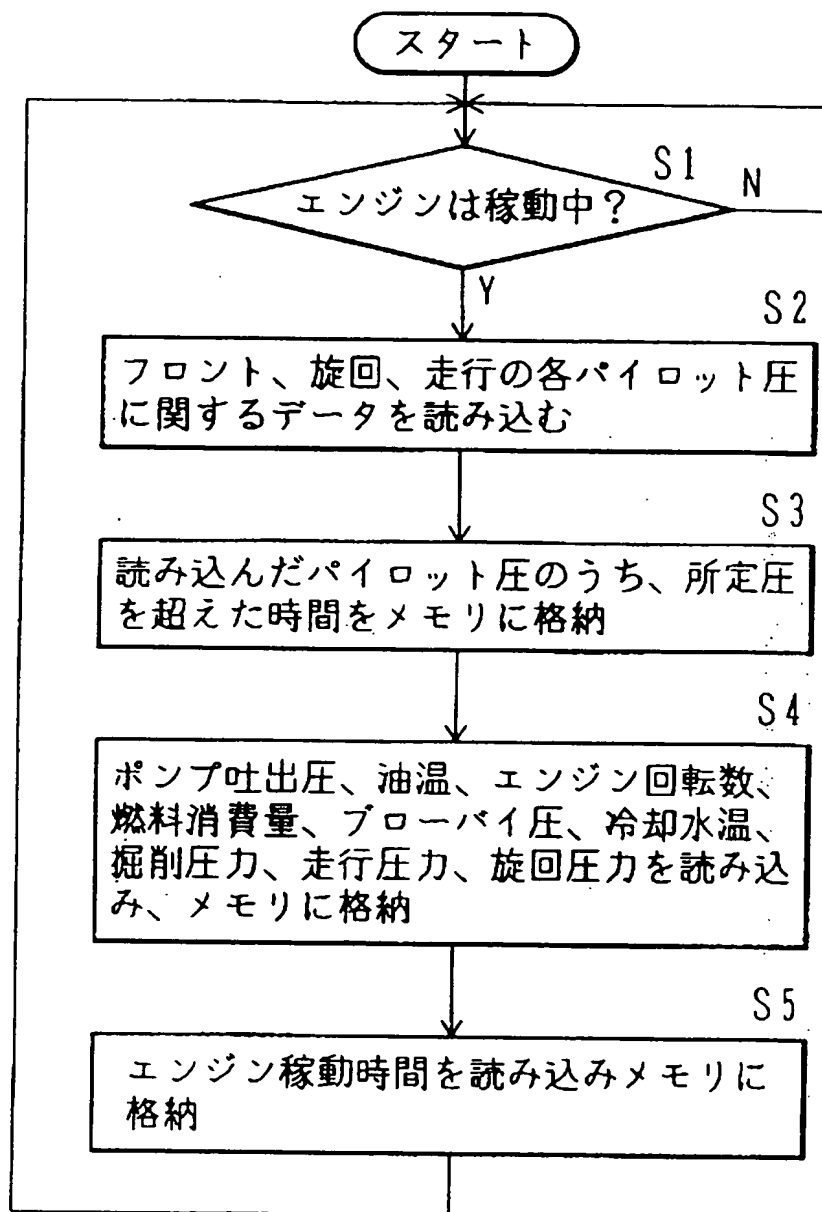 スタート
S1
エンジンは稼動中?
N
Y
S2
フロント、旋回、走行の各パイロット圧
に関するデータを読み込む
S3
読み込んだパイロット圧のうち、所定圧
を超えた時間をメモリに格納
S4
ポンプ吐出圧、油温、エンジン回転数、
燃料消費量、ブローバイ圧、冷却水温、
掘削圧力、走行圧力、旋回圧力を読み込
み、メモリに格納
S5
エンジン稼動時間を読み込みメモリに
格納